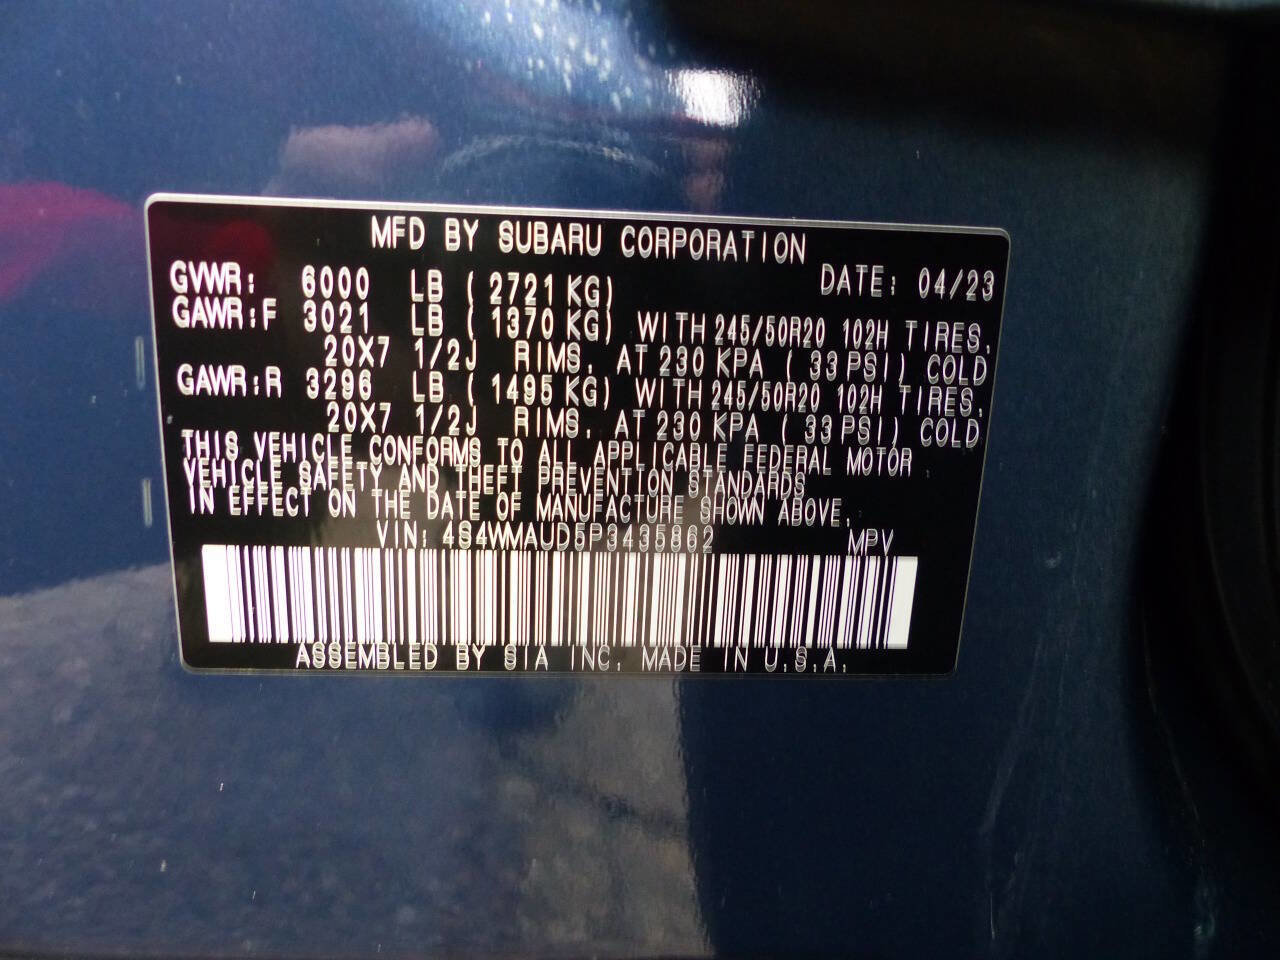 MFD BY SUBARU CORPORATION
GVWR: 6000 LB ( 2721 KG) DATE: 04/23
GAWR:F 3021 LB ( 1370 KG) WITH 245/50R20 102H TIRES,
20X7 1/2J RIMS, AT 230 KPA ( 33 PSI) COLD
GAWR:R 3296 LB ( 1495 KG) WITH 245/50R20 102H TIRES,
20X7 1/2J RIMS, AT 230 KPA ( 33 PSI) COLD
THIS VEHICLE CONFORMS TO ALL APPLICABLE FEDERAL MOTOR
VEHICLE SAFETY AND THEFT PREVENTION STANDARDS
IN EFFECT ON THE DATE OF MANUFACTURE SHOWN ABOVE.
VIN: 4S4WMAUD5P3435862 MPV
ASSEMBLED BY SIA INC. MADE IN U.S.A.